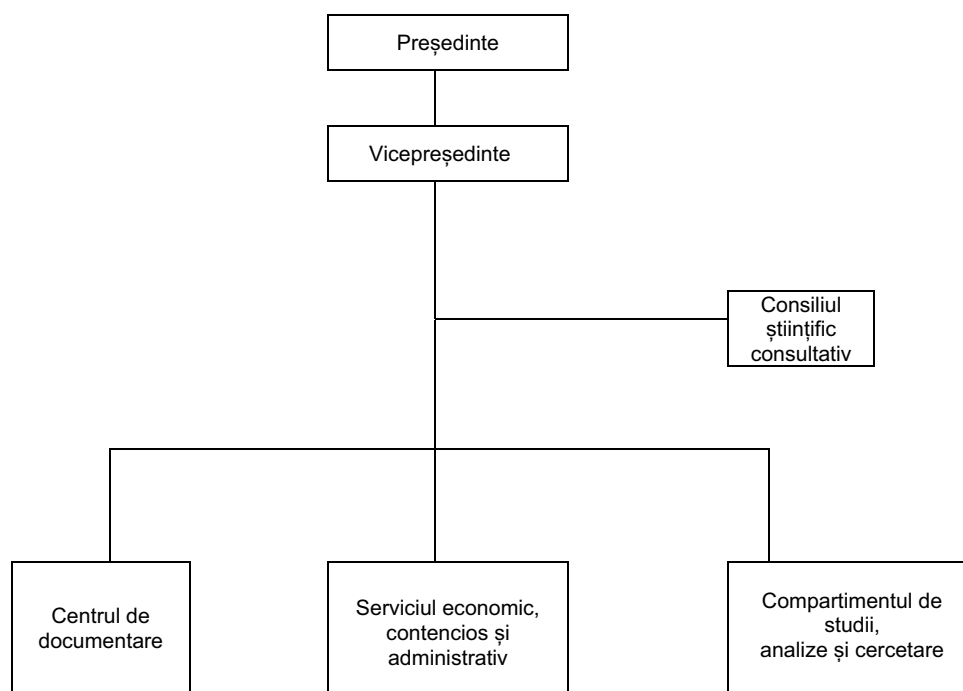 Președinte
Vicepreședinte
Consiliul
științific
consultativ
Centrul de
documentare
Serviciul economic,
contencios și
administrativ
Compartimentul de
studii,
analize și cercetare